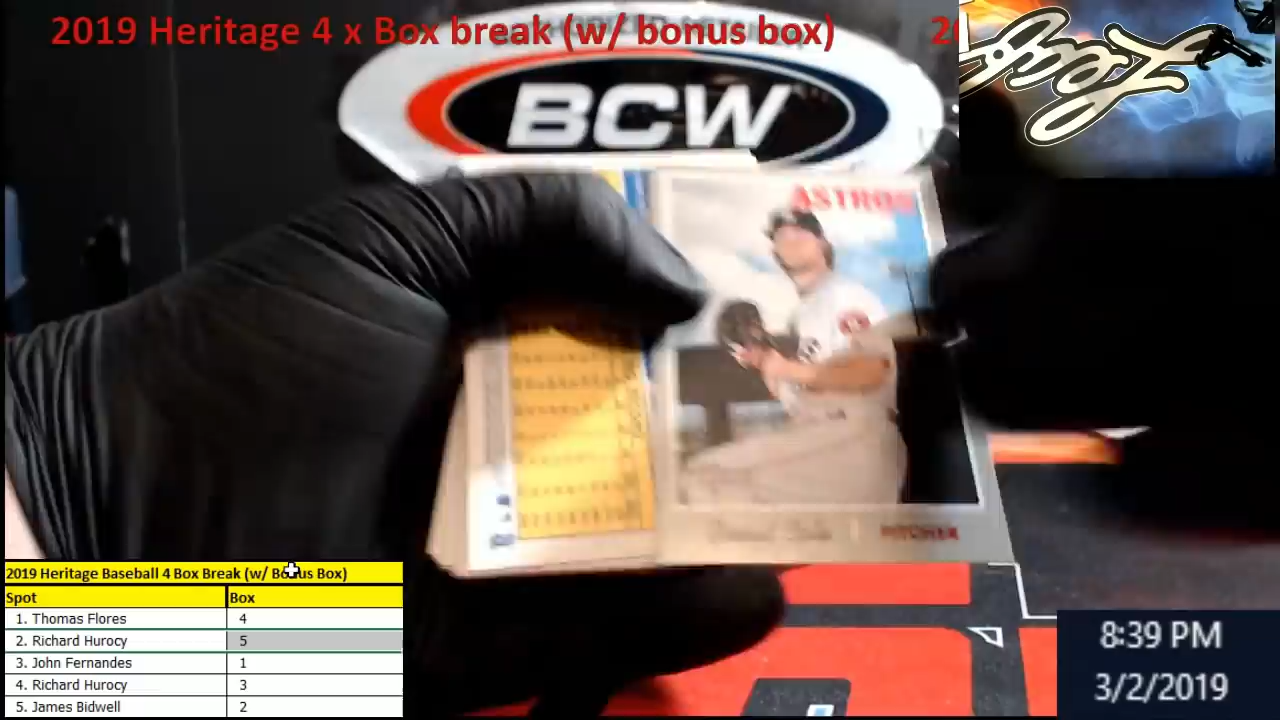 2019 Heritage 4 x Box break (w/ bonus box)
Leaf
BCW
ASTROS
PITCHER
2019 Heritage Baseball 4 Box Break (w/ Bonus Box)
Spot Box
1. Thomas Flores 4
2. Richard Hurocy 5
3. John Fernandes 1
4. Richard Hurocy 3
5. James Bidwell 2
8:39 PM
3/2/2019